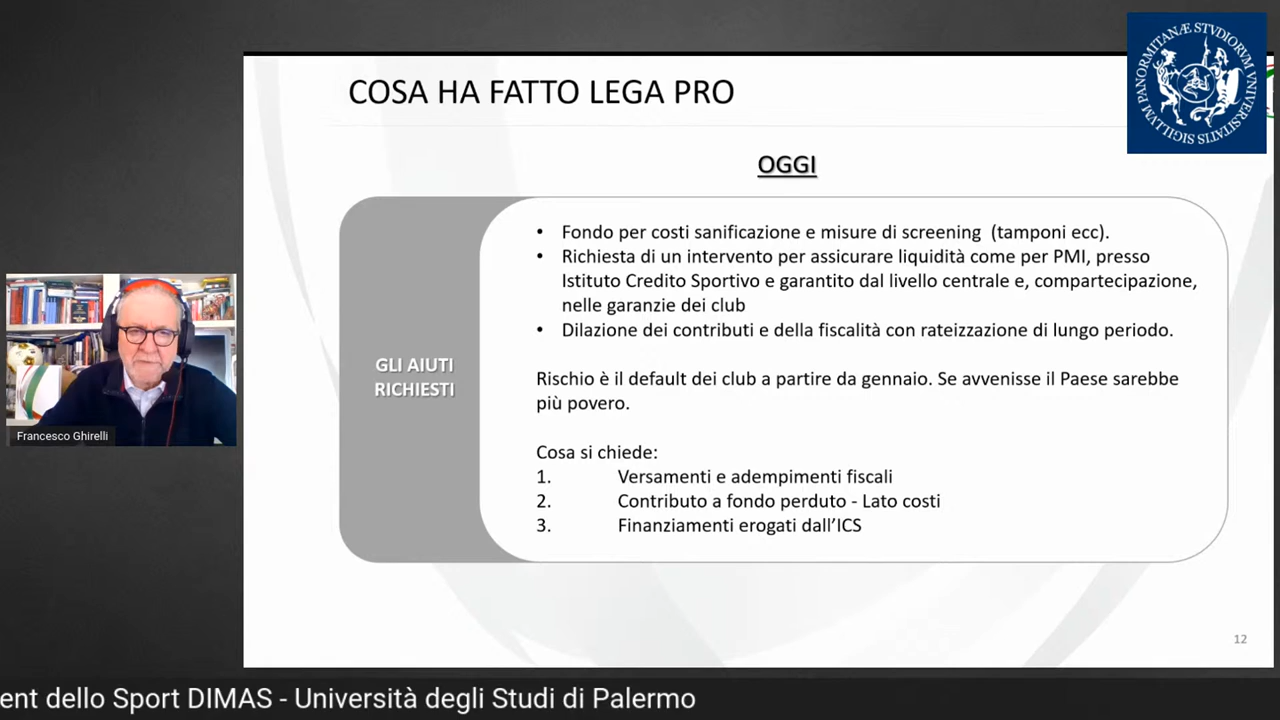 COSA HA FATTO LEGA PRO
SIGILLVM PANORMITANÆ STVDIORVM VNIVERSITATIS
OGGI
GLI AIUTI
RICHIESTI
• Fondo per costi sanificazione e misure di screening (tamponi ecc).
• Richiesta di un intervento per assicurare liquidità come per PMI, presso
Istituto Credito Sportivo e garantito dal livello centrale e, compartecipazione,
nelle garanzie dei club
• Dilazione dei contributi e della fiscalità con rateizzazione di lungo periodo.
Rischio è il default dei club a partire da gennaio. Se avvenisse il Paese sarebbe
più povero.
Cosa si chiede:
1. Versamenti e adempimenti fiscali
2. Contributo a fondo perduto - Lato costi
3. Finanziamenti erogati dall’ICS
Francesco Ghirelli
12
ent dello Sport DIMAS - Università degli Studi di Palermo